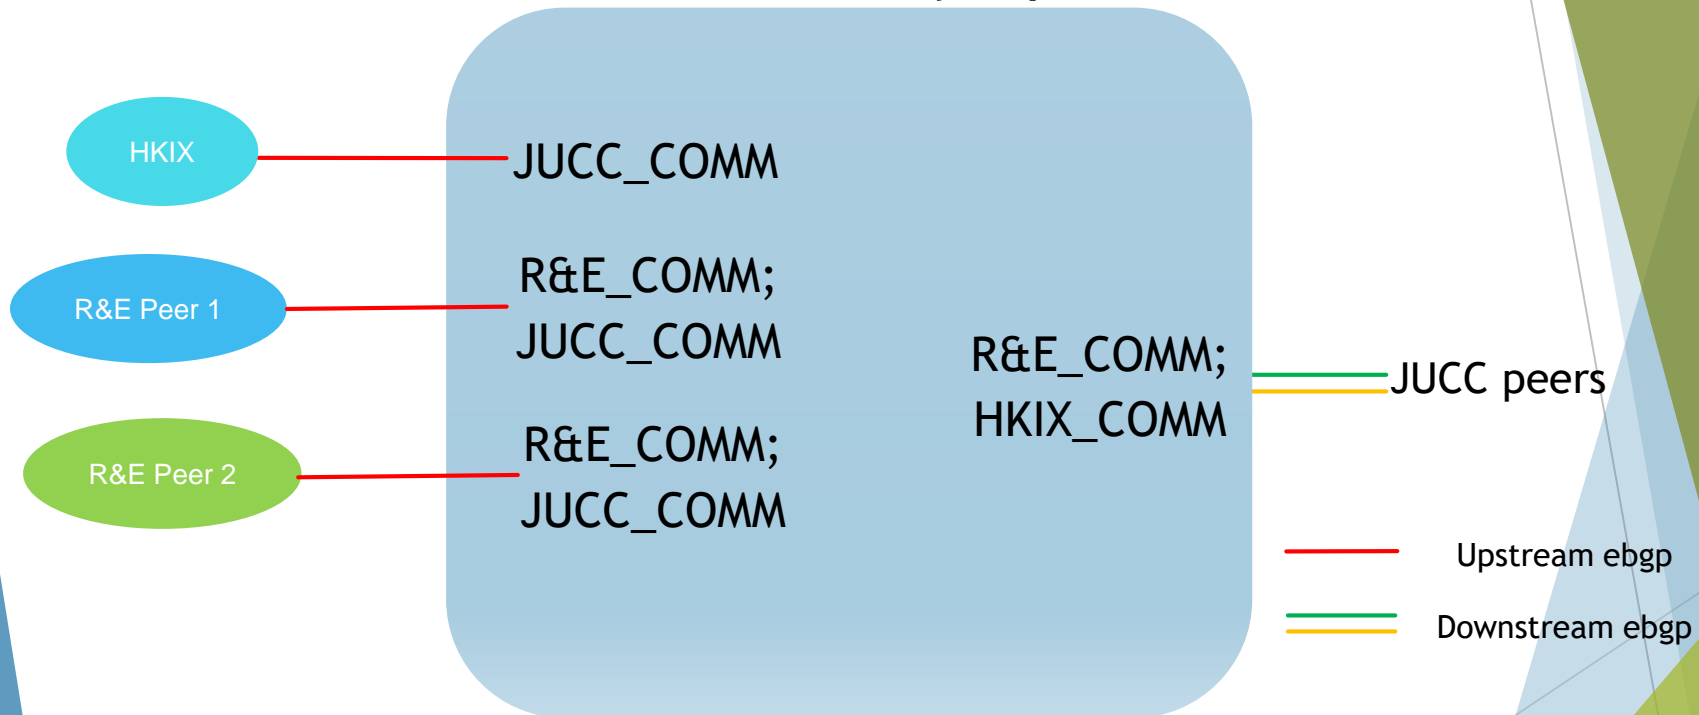 HKIX
JUCC_COMM
R&E Peer 1
R&E_COMM;
JUCC_COMM
R&E_COMM;
HKIX_COMM
JUCC peers
R&E Peer 2
R&E_COMM;
JUCC_COMM
Upstream ebgp
Downstream ebgp